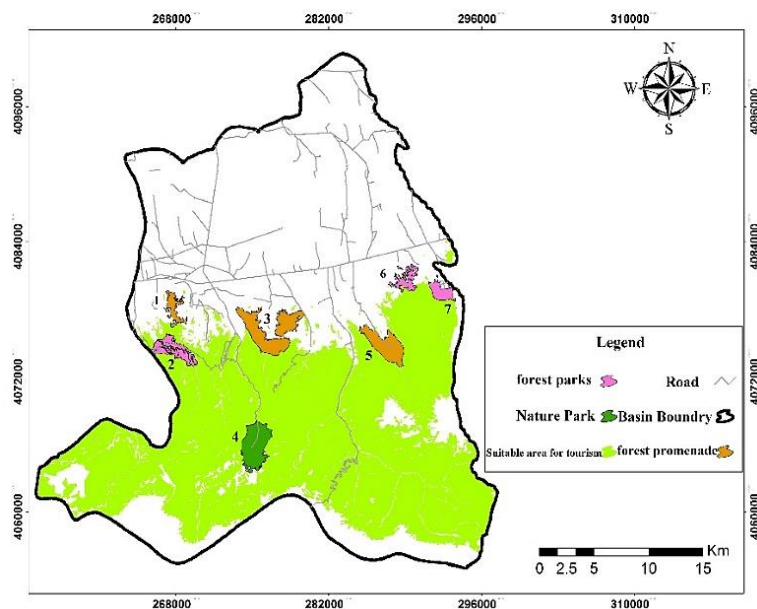 268000 282000 296000 310000
N
W E
S
4096000 4096000
4084000 4084000
6
1 7
3
2 5
Legend
forest parks Road
4072000 4072000
Nature Park Basin Boundry
4 Suitable area for tourism forest promenade
4060000 4060000
Km
0 2.5 5 10 15
268000 282000 296000 310000